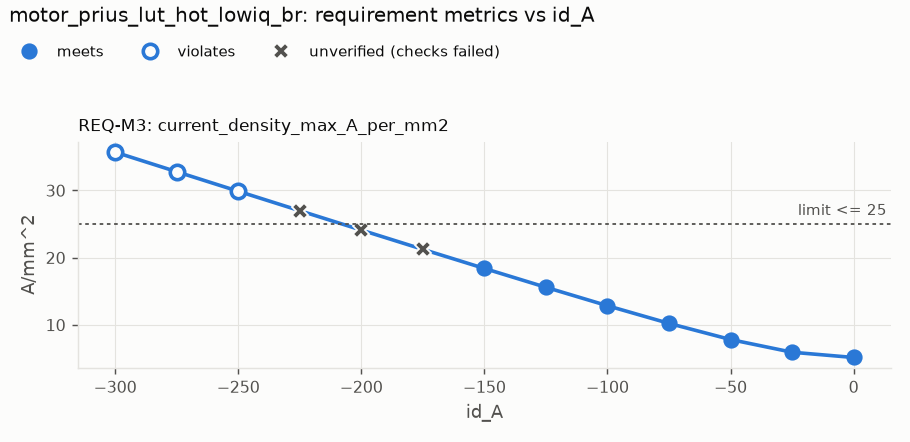 motor_prius_lut_hot_lowiq_br: requirement metrics vs id_A
meets violates unverified (checks failed)
REQ-M3: current_density_max_A_per_mm2
A/mm^2
30
20
10
limit <= 25
−300 −250 −200 −150 −100 −50 0
id_A